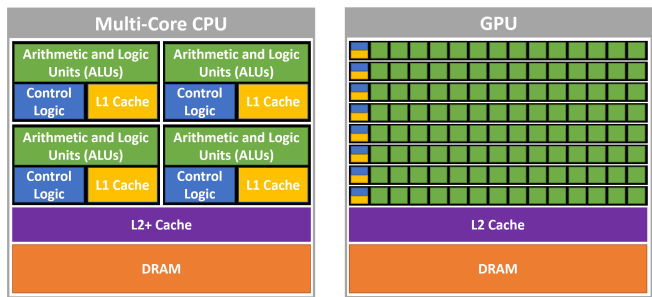 Multi-Core CPU
Arithmetic and Logic
Units (ALUs)
Control
Logic
L1 Cache
Arithmetic and Logic
Units (ALUs)
Control
Logic
L1 Cache
Arithmetic and Logic
Units (ALUs)
Control
Logic
L1 Cache
Arithmetic and Logic
Units (ALUs)
Control
Logic
L1 Cache
L2+ Cache
DRAM
GPU
L2 Cache
DRAM